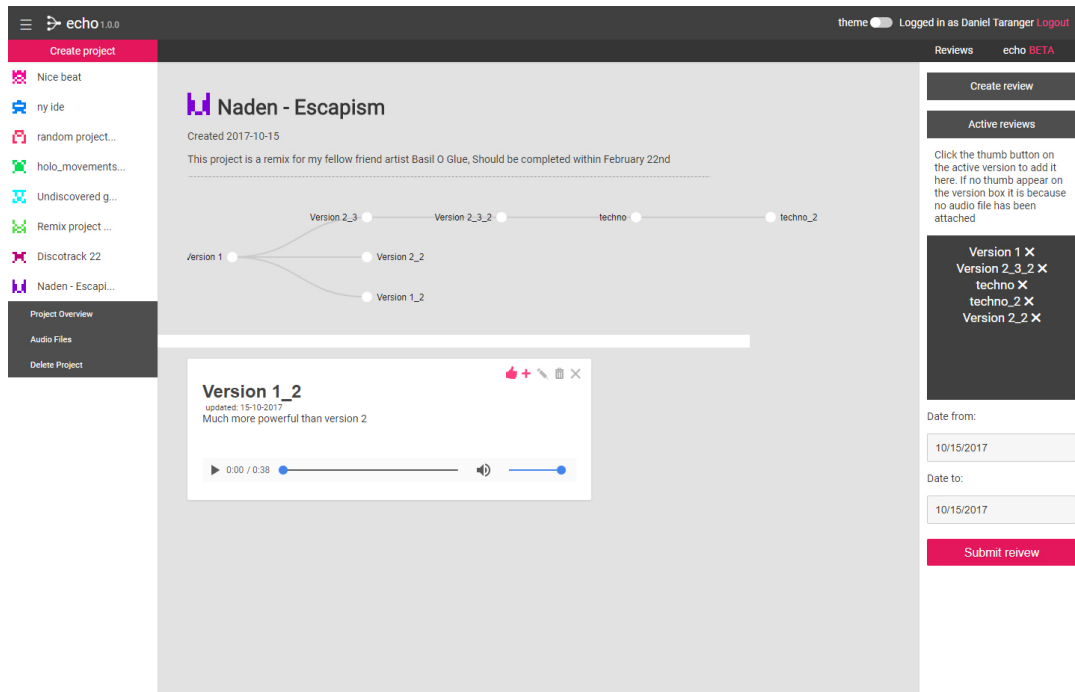 echo 1.0.0
theme Logged in as Daniel Taranger Logout
Create project
Reviews echo BETA
Nice beat
ny ide
random project...
holo_movements...
Undiscovered g...
Remix project ...
Discotrack 22
Naden - Escapi...
Project Overview
Audio Files
Delete Project
Naden - Escapism
Created 2017-10-15
This project is a remix for my fellow friend artist Basil O Glue, Should be completed within February 22nd
Version 2_3 Version 2_3_2 techno techno_2
Version 1 Version 2_2
Version 1_2
Version 1_2
updated: 15-10-2017
Much more powerful than version 2
0:00 / 0:38
Create review
Active reviews
Click the thumb button on
the active version to add it
here. If no thumb appear on
the version box it is because
no audio file has been
attached
Version 1 ✕
Version 2_3_2 ✕
techno ✕
techno_2 ✕
Version 2_2 ✕
Date from:
10/15/2017
Date to:
10/15/2017
Submit reivew